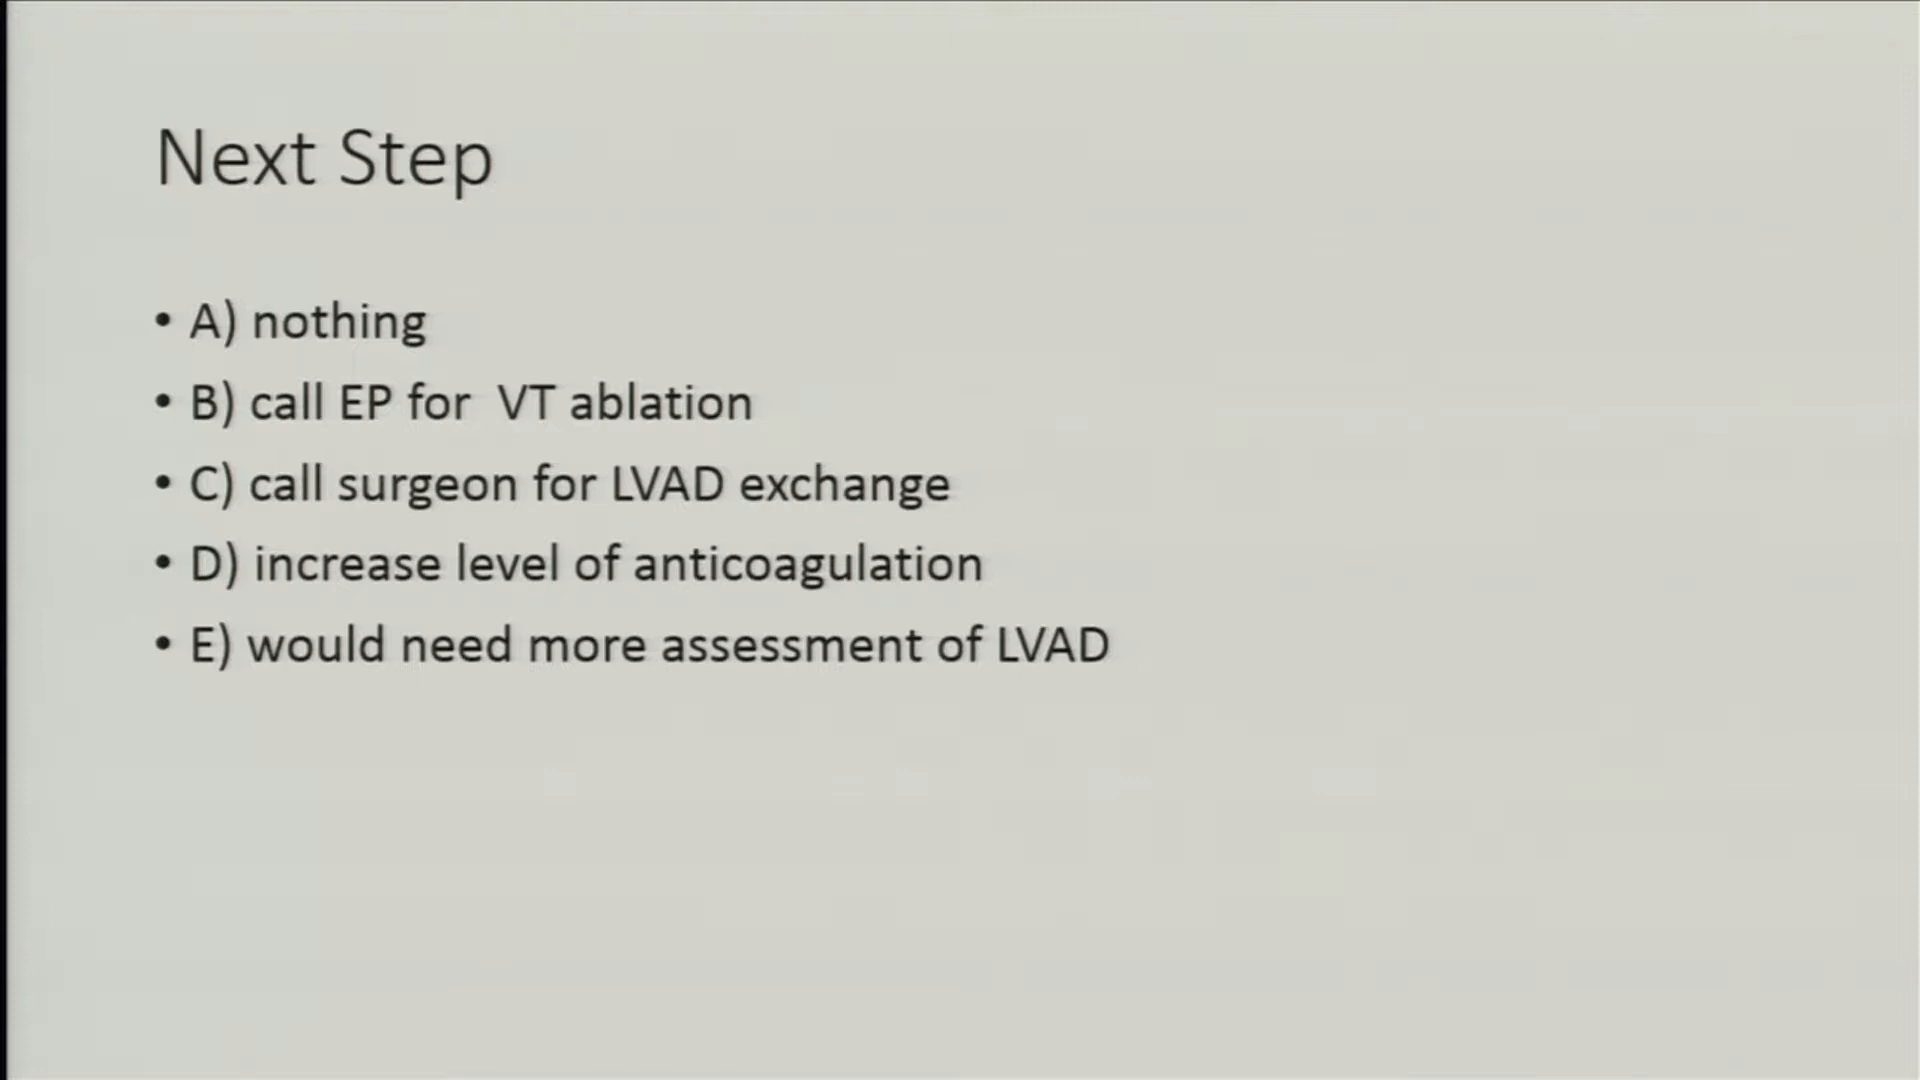 Next Step
• A) nothing
• B) call EP for  VT ablation
• C) call surgeon for LVAD exchange
• D) increase level of anticoagulation
• E) would need more assessment of LVAD